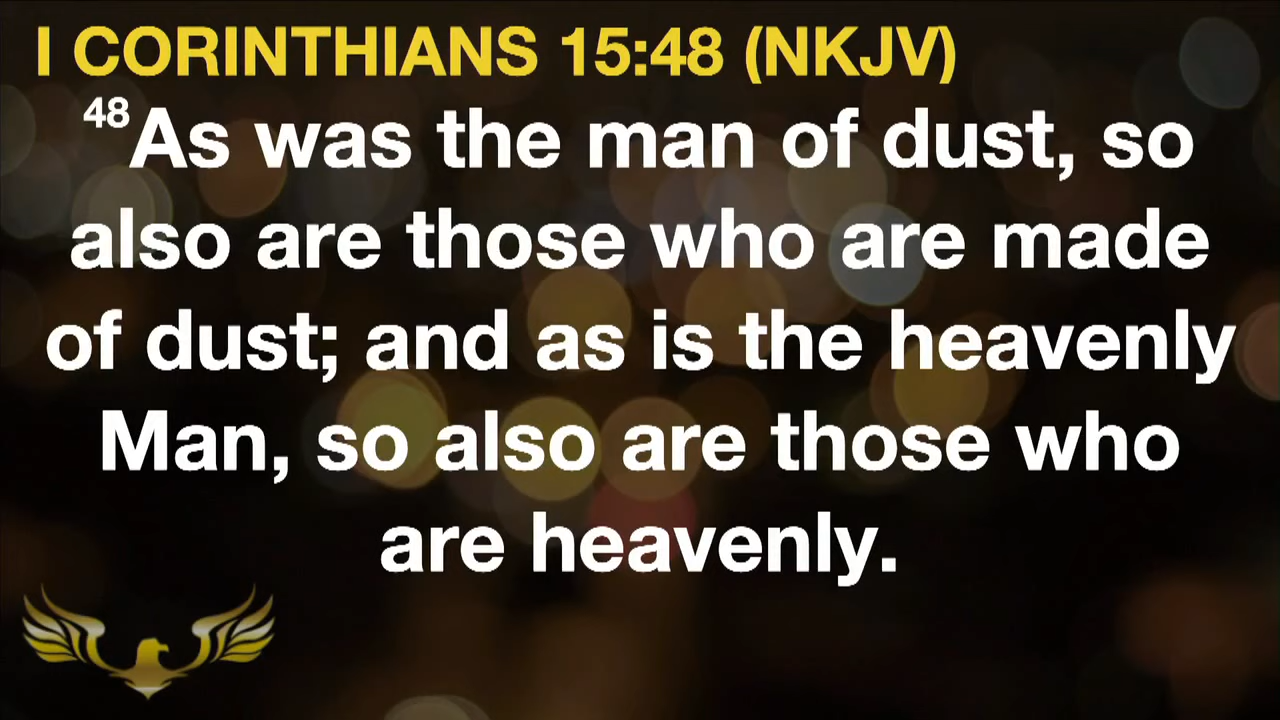 I CORINTHIANS 15:48 (NKJV)
48As was the man of dust, so
also are those who are made
of dust; and as is the heavenly
Man, so also are those who
are heavenly.